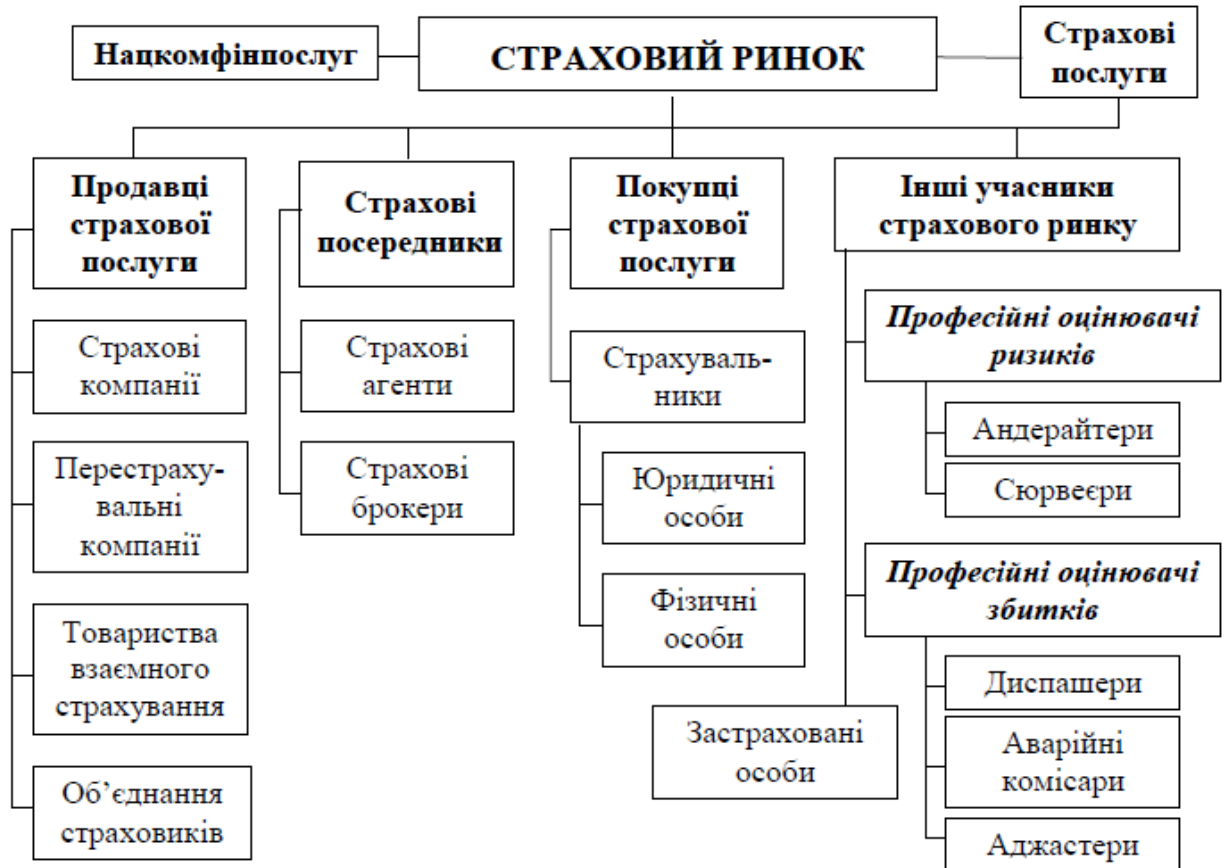 Нацкомфінпослуг
СТРАХОВИЙ РИНОК
Страхові
послуги
Продавці
страхової
послуги
Страхові
компанії
Перестраху-
вальні
компанії
Товариства
взаємного
страхування
Об’єднання
страховиків
Страхові
посередники
Страхові
агенти
Страхові
брокери
Покупці
страхової
послуги
Страхуваль-
ники
Юридичні
особи
Фізичні
особи
Інші учасники
страхового ринку
Професійні оцінювачі
ризиків
Андерайтери
Сюрвеєри
Професійні оцінювачі
збитків
Диспашери
Аварійні
комісари
Аджастери
Застраховані
особи